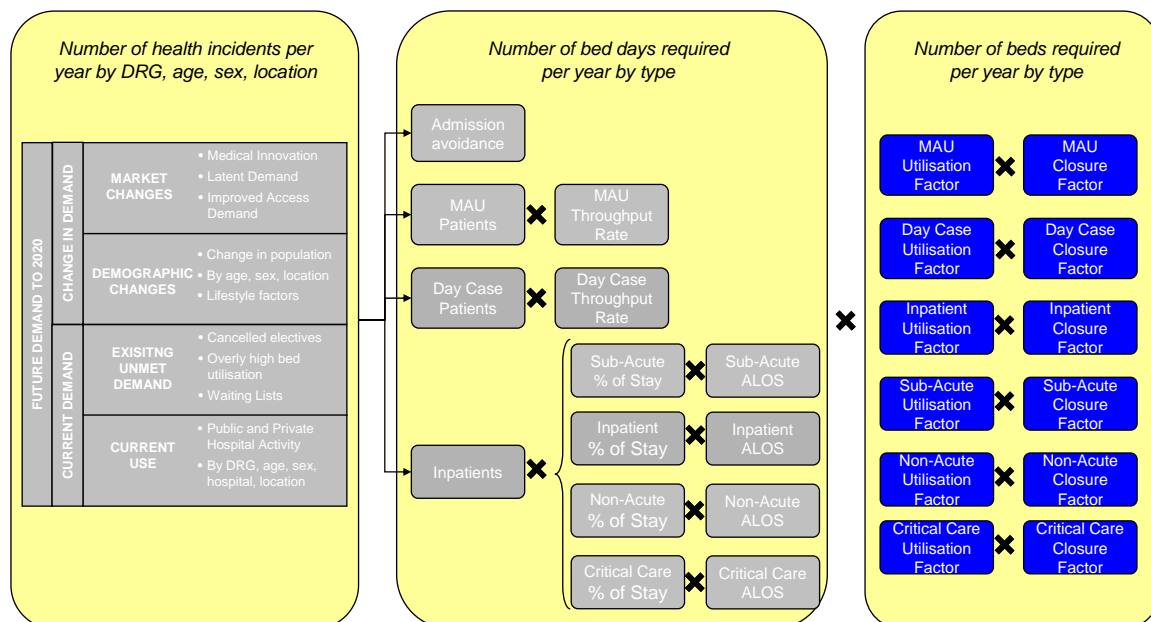 Number of health incidents per
year by DRG, age, sex, location
FUTURE DEMAND TO 2020
CHANGE IN DEMAND
MARKET
CHANGES
• Medical Innovation
• Latent Demand
• Improved Access
Demand
DEMOGRAPHIC
CHANGES
• Change in population
• By age, sex, location
• Lifestyle factors
CURRENT DEMAND
EXISITNG
UNMET
DEMAND
• Cancelled electives
• Overly high bed
utilisation
• Waiting Lists
CURRENT
USE
• Public and Private
Hospital Activity
• By DRG, age, sex,
hospital, location
Number of bed days required
per year by type
Admission
avoidance
MAU
Patients
MAU
Throughput
Rate
Day Case
Patients
Day Case
Throughput
Rate
Inpatients
Sub-Acute
% of Stay
Sub-Acute
ALOS
Inpatient
% of Stay
Inpatient
ALOS
Non-Acute
% of Stay
Non-Acute
ALOS
Critical Care
% of Stay
Critical Care
ALOS
Number of beds required
per year by type
MAU
Utilisation
Factor
MAU
Closure
Factor
Day Case
Utilisation
Factor
Day Case
Closure
Factor
Inpatient
Utilisation
Factor
Inpatient
Closure
Factor
Sub-Acute
Utilisation
Factor
Sub-Acute
Closure
Factor
Non-Acute
Utilisation
Factor
Non-Acute
Closure
Factor
Critical Care
Utilisation
Factor
Critical Care
Closure
Factor